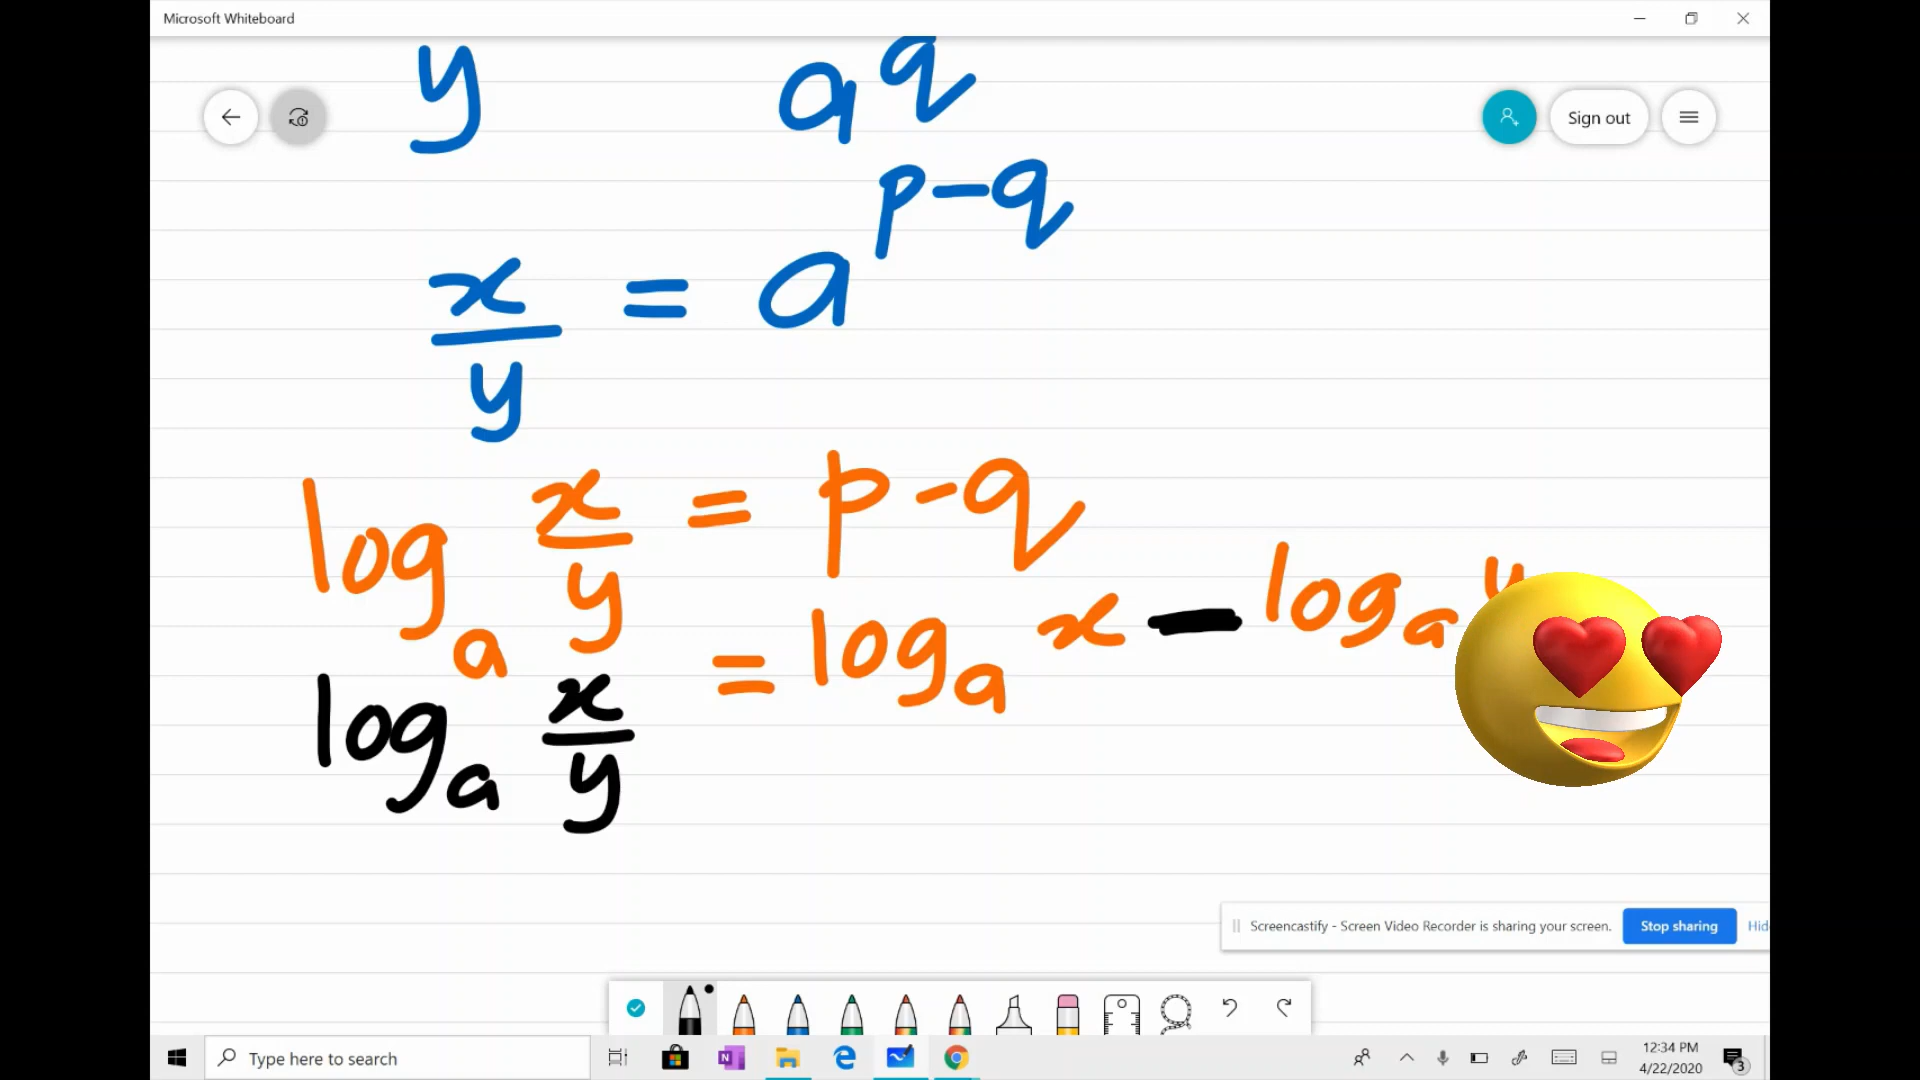 Microsoft Whiteboard
y a^q
x/y = a^(p-q)
Sign out
log_a x/y = p-q
= log_a x - log_a y
log_a x/y
Screencastify - Screen Video Recorder is sharing your screen. Stop sharing
Type here to search
N
12:34 PM
4/22/2020
3